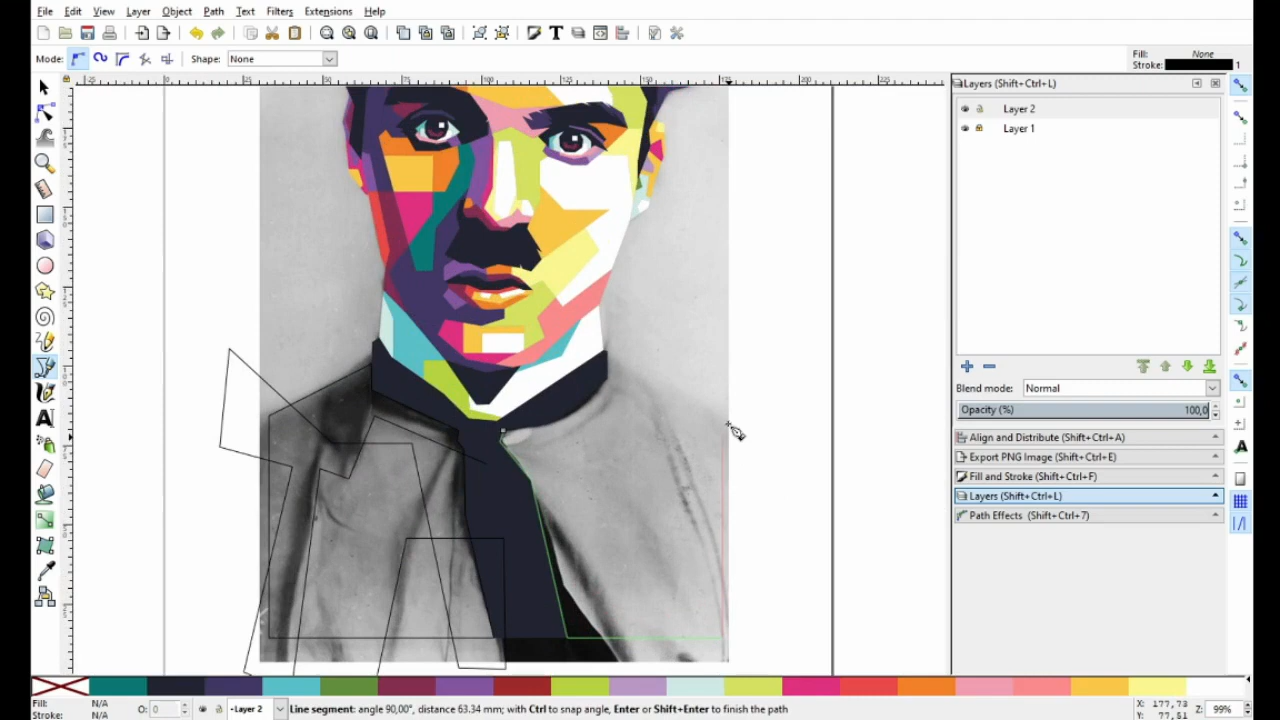 File Edit View Layer Object Path Text Filters Extensions Help
Mode: Shape: None
Fill: None
Stroke: 1
Layers (Shift+Ctrl+L)
Layer 2
Layer 1
Blend mode: Normal
Opacity (%) 100,0
Align and Distribute (Shift+Ctrl+A)
Export PNG Image (Shift+Ctrl+E)
Fill and Stroke (Shift+Ctrl+F)
Layers (Shift+Ctrl+L)
Path Effects (Shift+Ctrl+7)
Fill: N/A
Stroke: N/A
O: 0
Layer 2
Line segment: angle 90,00°, distance 63.34 mm; with Ctrl to snap angle, Enter or Shift+Enter to finish the path
X: 177,73
Y: 77,51
Z: 99%